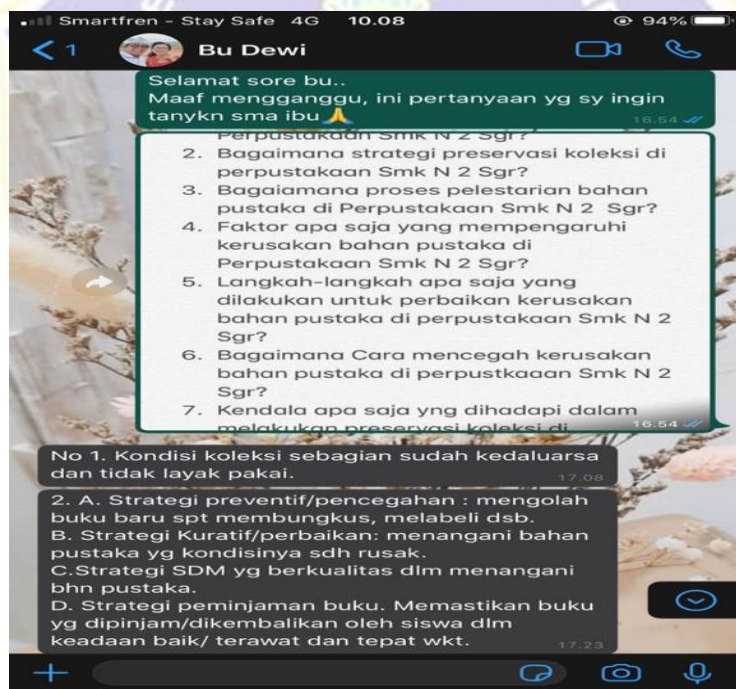 Smartfren - Stay Safe 4G 10.08 94%
1 Bu Dewi
Selamat sore bu..
Maaf mengganggu, ini pertanyaan yg sy ingin
tanykn sma ibu🙏 16.54
Perpustakaan Smk N 2 Sgr?
2. Bagaimana strategi preservasi koleksi di
perpustakaan Smk N 2 Sgr?
3. Bagaiamana proses pelestarian bahan
pustaka di Perpustakaan Smk N 2 Sgr?
4. Faktor apa saja yang mempengaruhi
kerusakan bahan pustaka di
Perpustakaan Smk N 2 Sgr?
5. Langkah-langkah apa saja yang
dilakukan untuk perbaikan kerusakan
bahan pustaka di perpustakaan Smk N 2
Sgr?
6. Bagaimana Cara mencegah kerusakan
bahan pustaka di perpustkaaan Smk N 2
Sgr?
7. Kendala apa saja yng dihadapi dalam
melakukan preservasi koleksi di 16.54
No 1. Kondisi koleksi sebagian sudah kedaluarsa
dan tidak layak pakai. 17.08
2. A. Strategi preventif/pencegahan : mengolah
buku baru spt membungkus, melabeli dsb.
B. Strategi Kuratif/perbaikan: menangani bahan
pustaka yg kondisinya sdh rusak.
C.Strategi SDM yg berkualitas dlm menangani
bhn pustaka.
D. Strategi peminjaman buku. Memastikan buku
yg dipinjam/dikembalikan oleh siswa dlm
keadaan baik/ terawat dan tepat wkt. 17.23